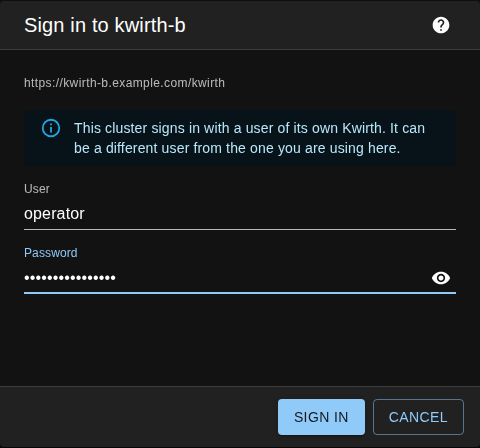 Sign in to kwirth-b
https://kwirth-b.example.com/kwirth
This cluster signs in with a user of its own Kwirth. It can
be a different user from the one you are using here.
User
operator
Password
••••••••••••••••
SIGN IN
CANCEL